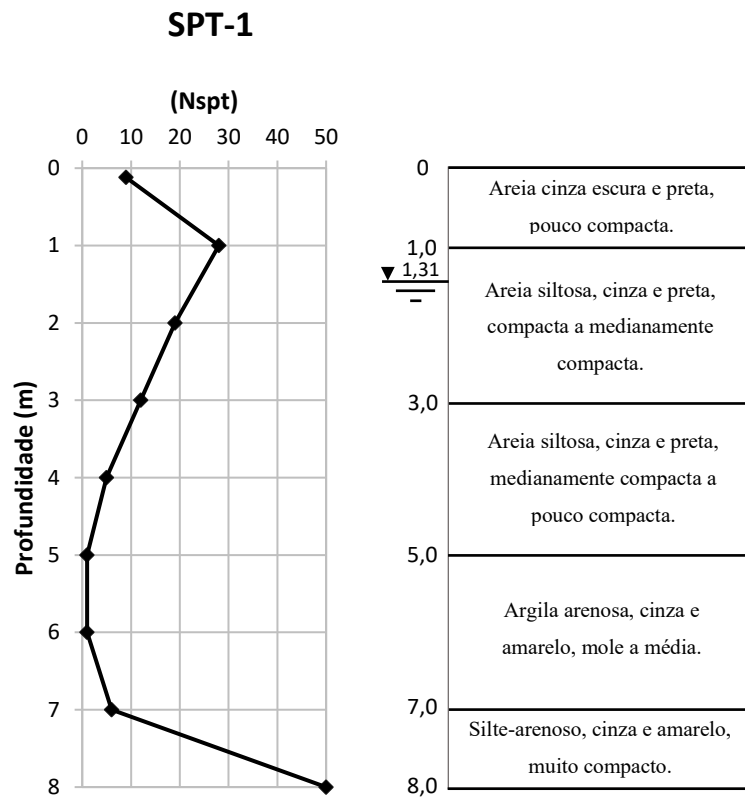 SPT-1
(Nspt)
0 10 20 30 40 50
Profundidade (m)
0
1
2
3
4
5
6
7
8
0
Areia cinza escura e preta,
pouco compacta.
1,0
1,31
Areia siltosa, cinza e preta,
compacta a medianamente
compacta.
3,0
Areia siltosa, cinza e preta,
medianamente compacta a
pouco compacta.
5,0
Argila arenosa, cinza e
amarelo, mole a média.
7,0
Silte-arenoso, cinza e amarelo,
muito compacto.
8,0